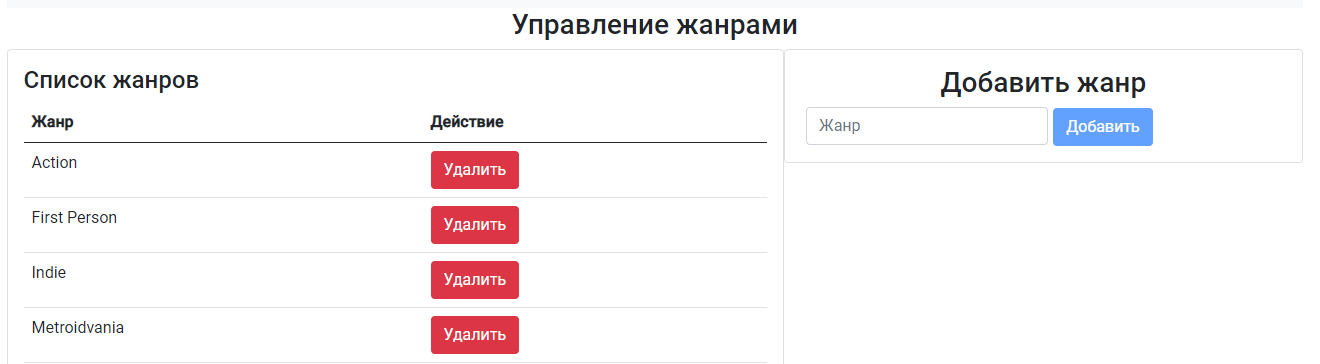 Управление жанрами
Список жанров
Жанр Действие
Action Удалить
First Person Удалить
Indie Удалить
Metroidvania Удалить
Добавить жанр
Жанр Добавить